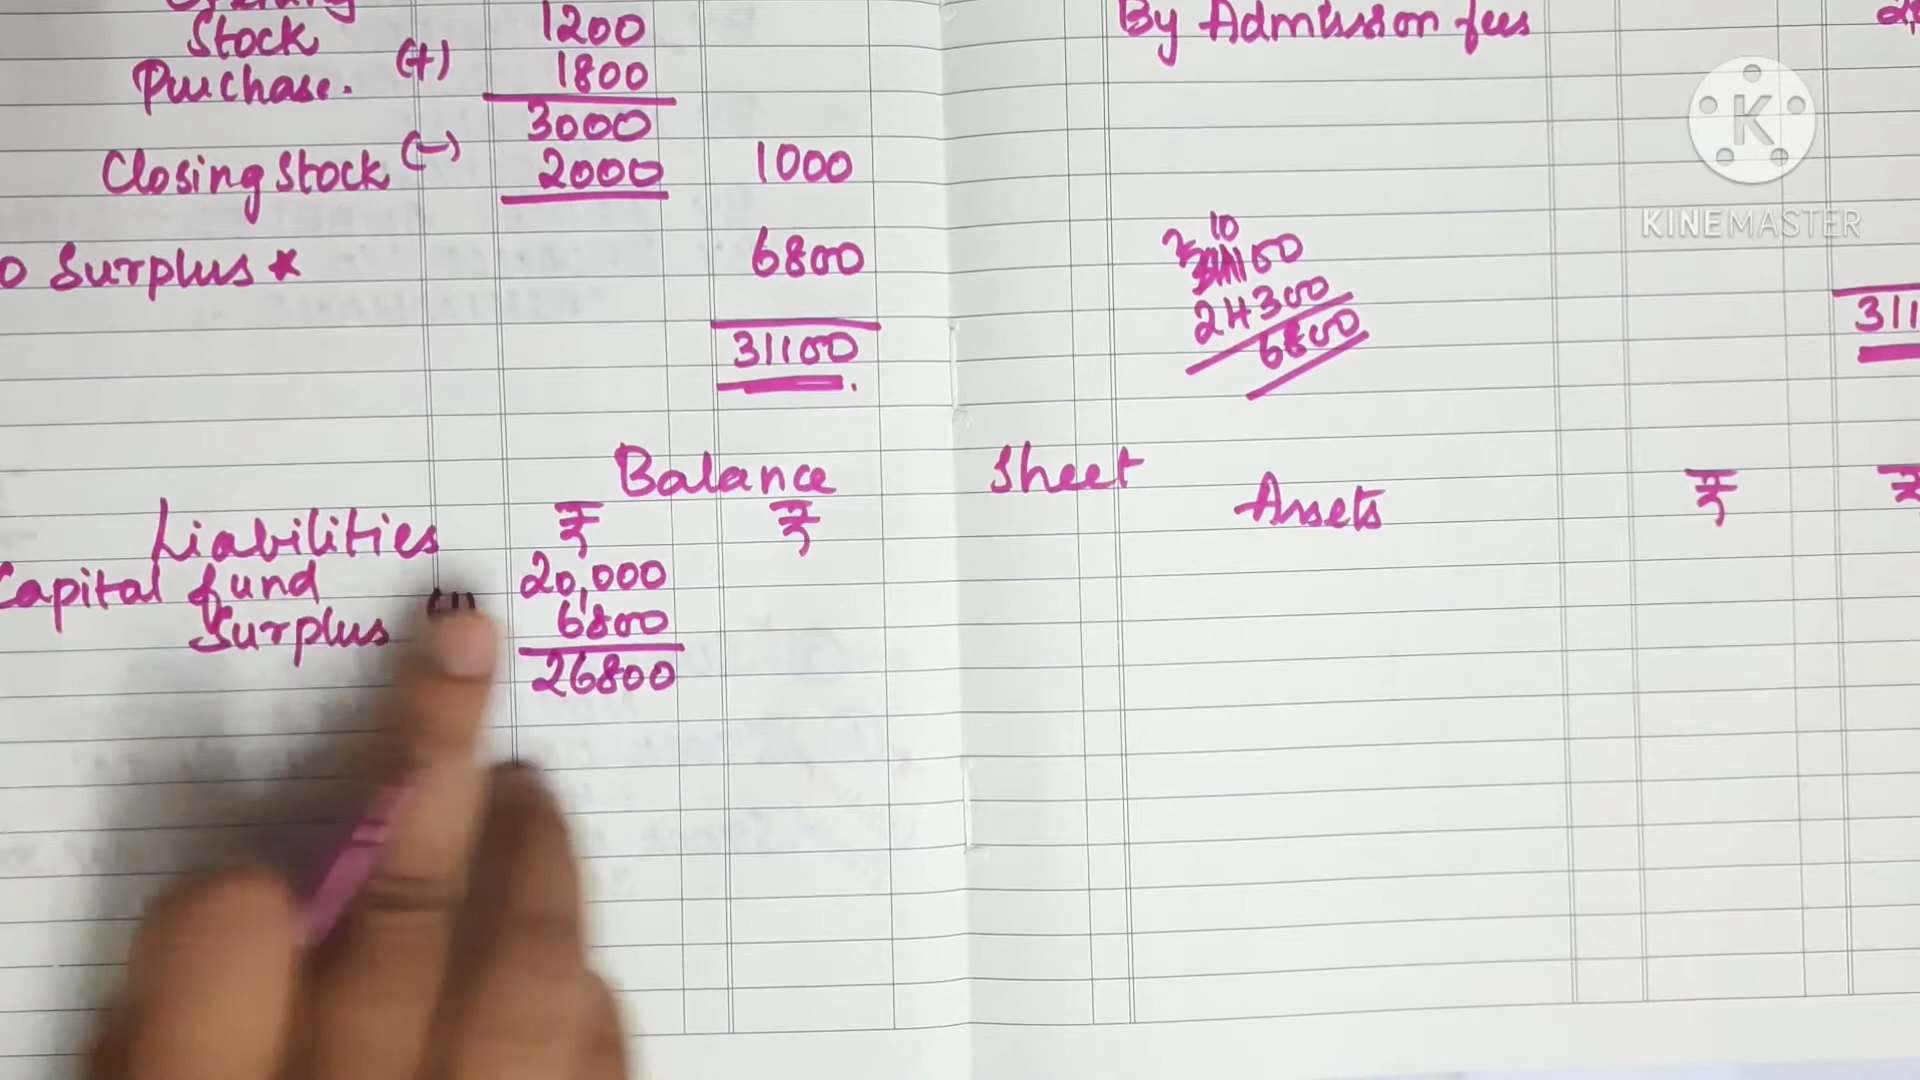 Stock 1200
Purchase. (+) 1800
3000
Closing Stock (-) 2000 1000
o Surplus * 6800
31100
By Admission fees
K
KINEMASTER
10
24300
6800
311
Balance Sheet
Liabilities ₹ ₹ Assets ₹ ₹
Capital fund 20,000
Surplus 6800
26800